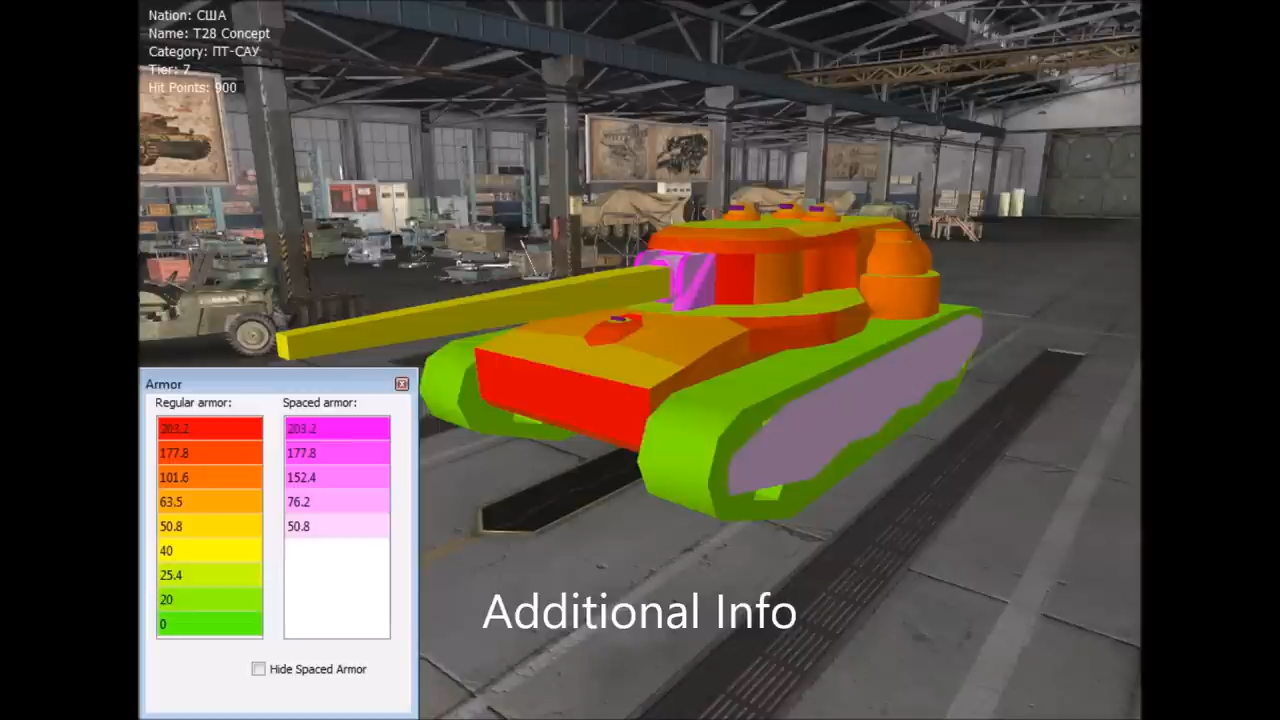 Nation: США
Name: T28 Concept
Category: ПТ-САУ
Tier: 7
Hit Points: 900
Armor
Regular armor:
203.2
177.8
101.6
63.5
50.8
40
25.4
20
0
Spaced armor:
203.2
177.8
152.4
76.2
50.8
Hide Spaced Armor
Additional Info